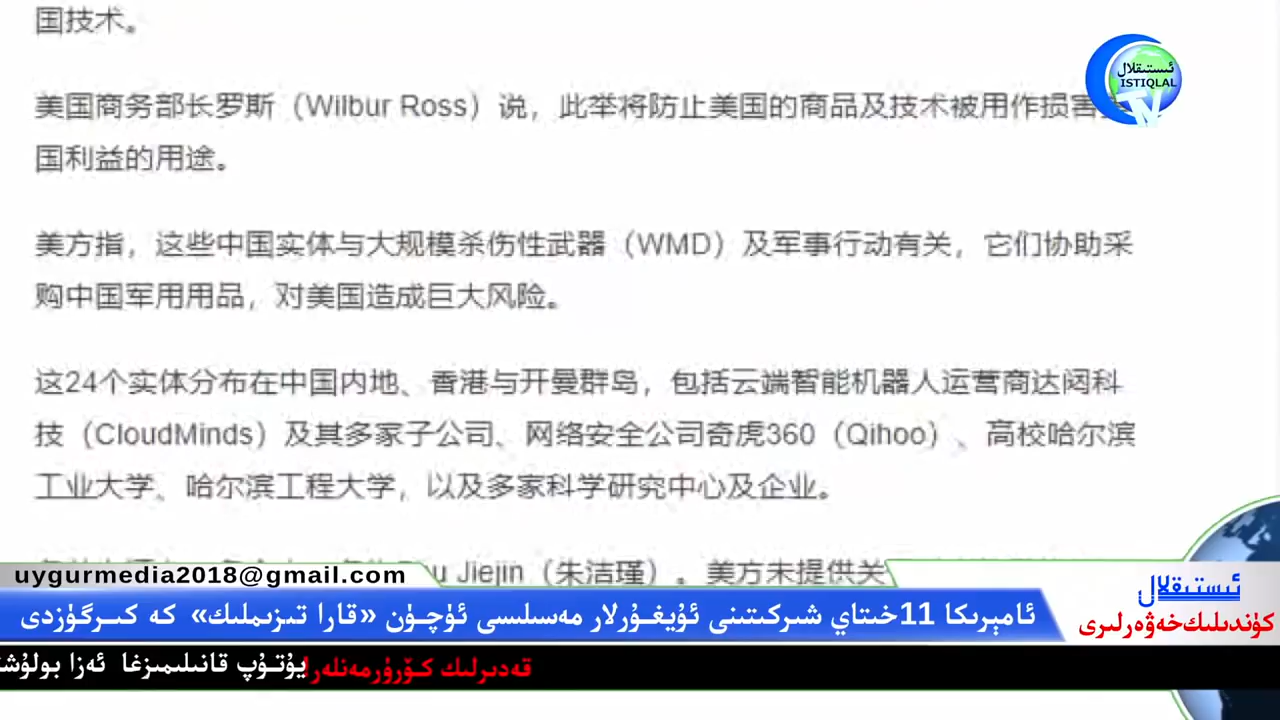 国技术。
美国商务部长罗斯（Wilbur Ross）说，此举将防止美国的商品及技术被用作损害
国利益的用途。
美方指，这些中国实体与大规模杀伤性武器（WMD）及军事行动有关，它们协助采
购中国军用用品，对美国造成巨大风险。
这24个实体分布在中国内地、香港与开曼群岛，包括云端智能机器人运营商达闼科
技（CloudMinds）及其多家子公司、网络安全公司奇虎360（Qihoo）、高校哈尔滨
工业大学、哈尔滨工程大学，以及多家科学研究中心及企业。
Jiejin（朱洁瑾）。美方未提供关
ئىستىقلال
ISTIQLAL
TV
uygurmedia2018@gmail.com
ئامېرىكا 11خىتاي شىركىتىنى ئۇيغۇرلار مەسىلىسى ئۈچۈن «قارا تىزىملىك» كە كىرگۈزدى
ئىستىقلال
كۈندىلىك خەۋەرلىرى
قەدىرلىك كۆرۈرمەنلەر يۇتۇپ قانىلىمىزغا ئەزا بولۇش